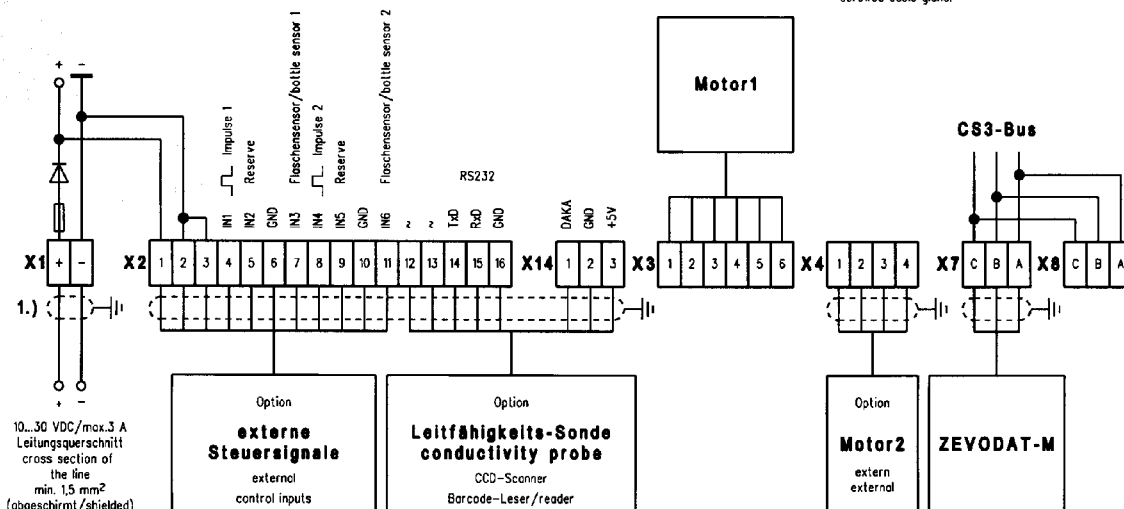 Motor1
CS3-Bus
+ -
Impulse 1
Reserve
Flaschensensor/bottle sensor 1
Impulse 2
Reserve
Flaschensensor/bottle sensor 2
RS232
IN1
IN2
GND
IN3
IN4
IN5
GND
IN6
~
~
TxD
RxD
GND
DAKA
GND
+5V
X1 + -
X2 1 2 3 4 5 6 7 8 9 10 11 12 13 14 15 16
X14 1 2 3
X3 1 2 3 4 5 6
X4 1 2 3 4
X7 C B A
X8 C B A
1.)
+ -
10...30 VDC/max.3 A
Leitungsquerschnitt
cross section of
the line
min. 1,5 mm²
(abgeschirmt/shielded)
Option
externe
Steuersignale
external
control inputs
Option
Leitfähigkeits-Sonde
conductivity probe
CCD-Scanner
Barcode-Leser/reader
Option
Motor2
extern
external
ZEVODAT-M